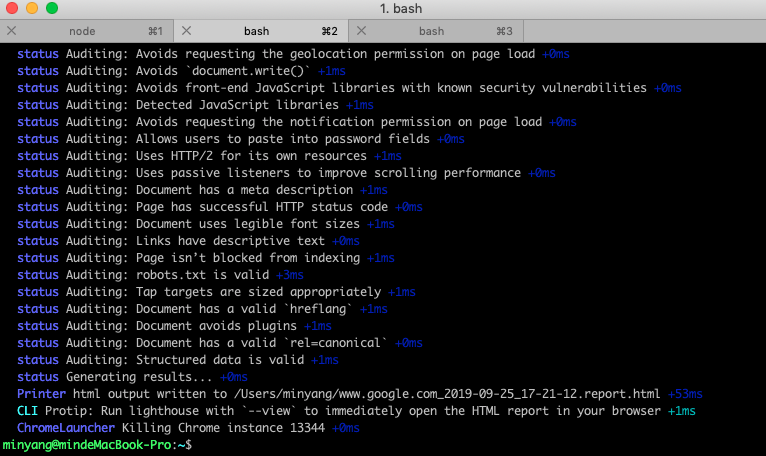 1. bash
node ⌘1 bash ⌘2 bash ⌘3
status Auditing: Avoids requesting the geolocation permission on page load +0ms
status Auditing: Avoids `document.write()` +1ms
status Auditing: Avoids front-end JavaScript libraries with known security vulnerabilities +0ms
status Auditing: Detected JavaScript libraries +1ms
status Auditing: Avoids requesting the notification permission on page load +0ms
status Auditing: Allows users to paste into password fields +0ms
status Auditing: Uses HTTP/2 for its own resources +1ms
status Auditing: Uses passive listeners to improve scrolling performance +0ms
status Auditing: Document has a meta description +1ms
status Auditing: Page has successful HTTP status code +0ms
status Auditing: Document uses legible font sizes +1ms
status Auditing: Links have descriptive text +0ms
status Auditing: Page isn’t blocked from indexing +1ms
status Auditing: robots.txt is valid +3ms
status Auditing: Tap targets are sized appropriately +1ms
status Auditing: Document has a valid `hreflang` +1ms
status Auditing: Document avoids plugins +1ms
status Auditing: Document has a valid `rel=canonical` +0ms
status Auditing: Structured data is valid +1ms
status Generating results... +0ms
Printer html output written to /Users/minyang/www.google.com_2019-09-25_17-21-12.report.html +53ms
CLI Protip: Run lighthouse with `--view` to immediately open the HTML report in your browser +1ms
ChromeLauncher Killing Chrome instance 13344 +0ms
minyang@mindeMacBook-Pro:~$